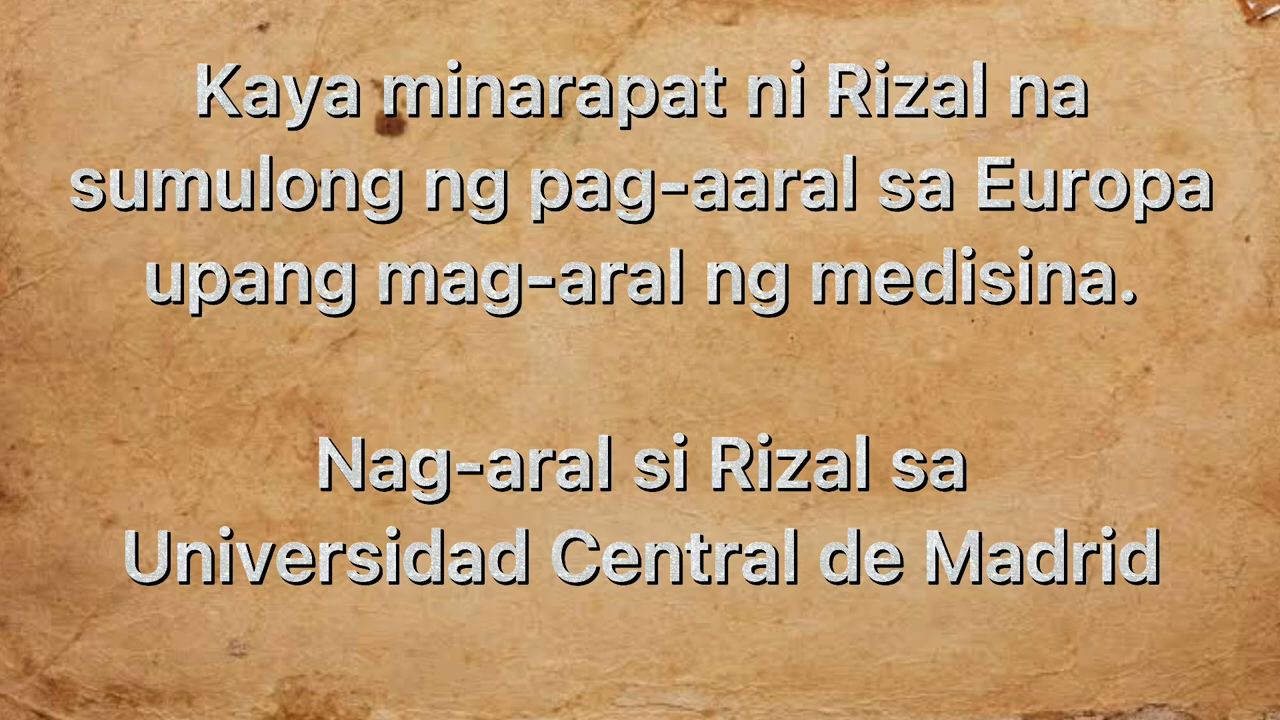 Kaya minarapat ni Rizal na
sumulong ng pag-aaral sa Europa
upang mag-aral ng medisina.
Nag-aral si Rizal sa
Universidad Central de Madrid